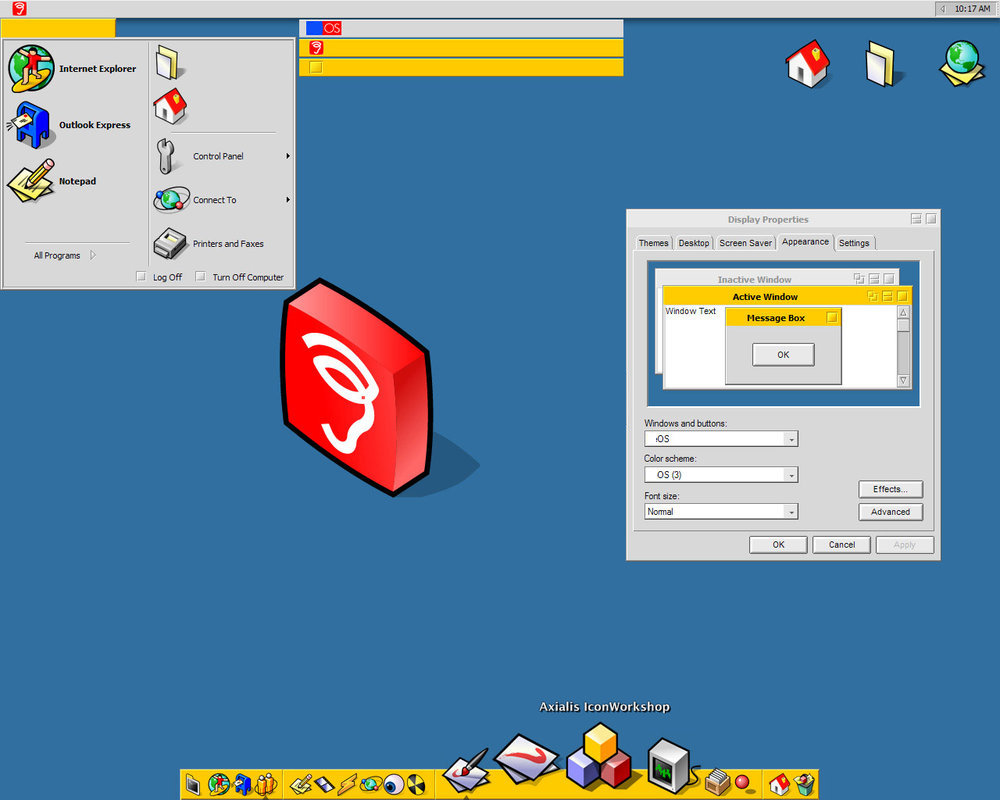 10:17 AM
OS
Internet Explorer
Outlook Express
Notepad
Control Panel
Connect To
Printers and Faxes
All Programs
Log Off
Turn Off Computer
Display Properties
Themes
Desktop
Screen Saver
Appearance
Settings
Inactive Window
Active Window
Window Text
Message Box
OK
Windows and buttons:
OS
Color scheme:
OS (3)
Font size:
Normal
Effects...
Advanced
OK
Cancel
Apply
Axialis IconWorkshop